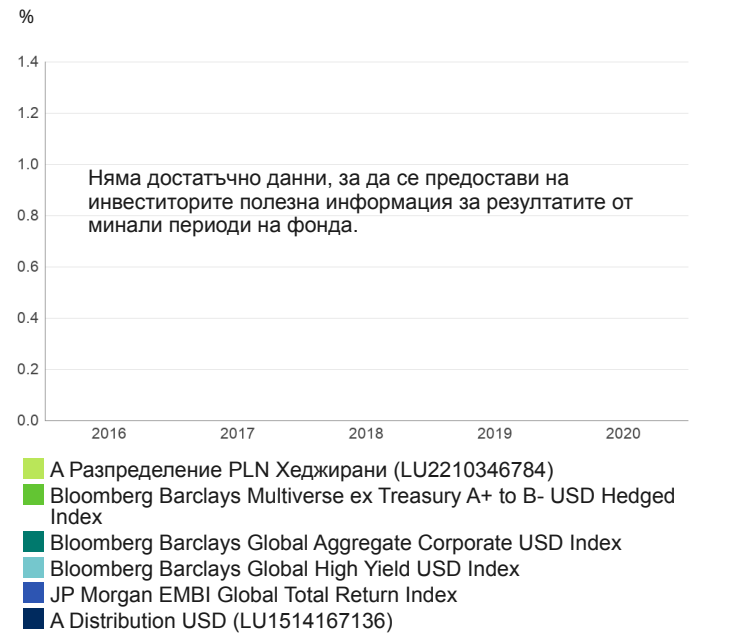 %
1.4
1.2
1.0
Няма достатъчно данни, за да се предостави на
инвеститорите полезна информация за резултатите от
минали периоди на фонда.
0.8
0.6
0.4
0.2
0.0
2016 2017 2018 2019 2020
А Разпределение PLN Хеджирани (LU2210346784)
Bloomberg Barclays Multiverse ex Treasury A+ to B- USD Hedged
Index
Bloomberg Barclays Global Aggregate Corporate USD Index
Bloomberg Barclays Global High Yield USD Index
JP Morgan EMBI Global Total Return Index
A Distribution USD (LU1514167136)